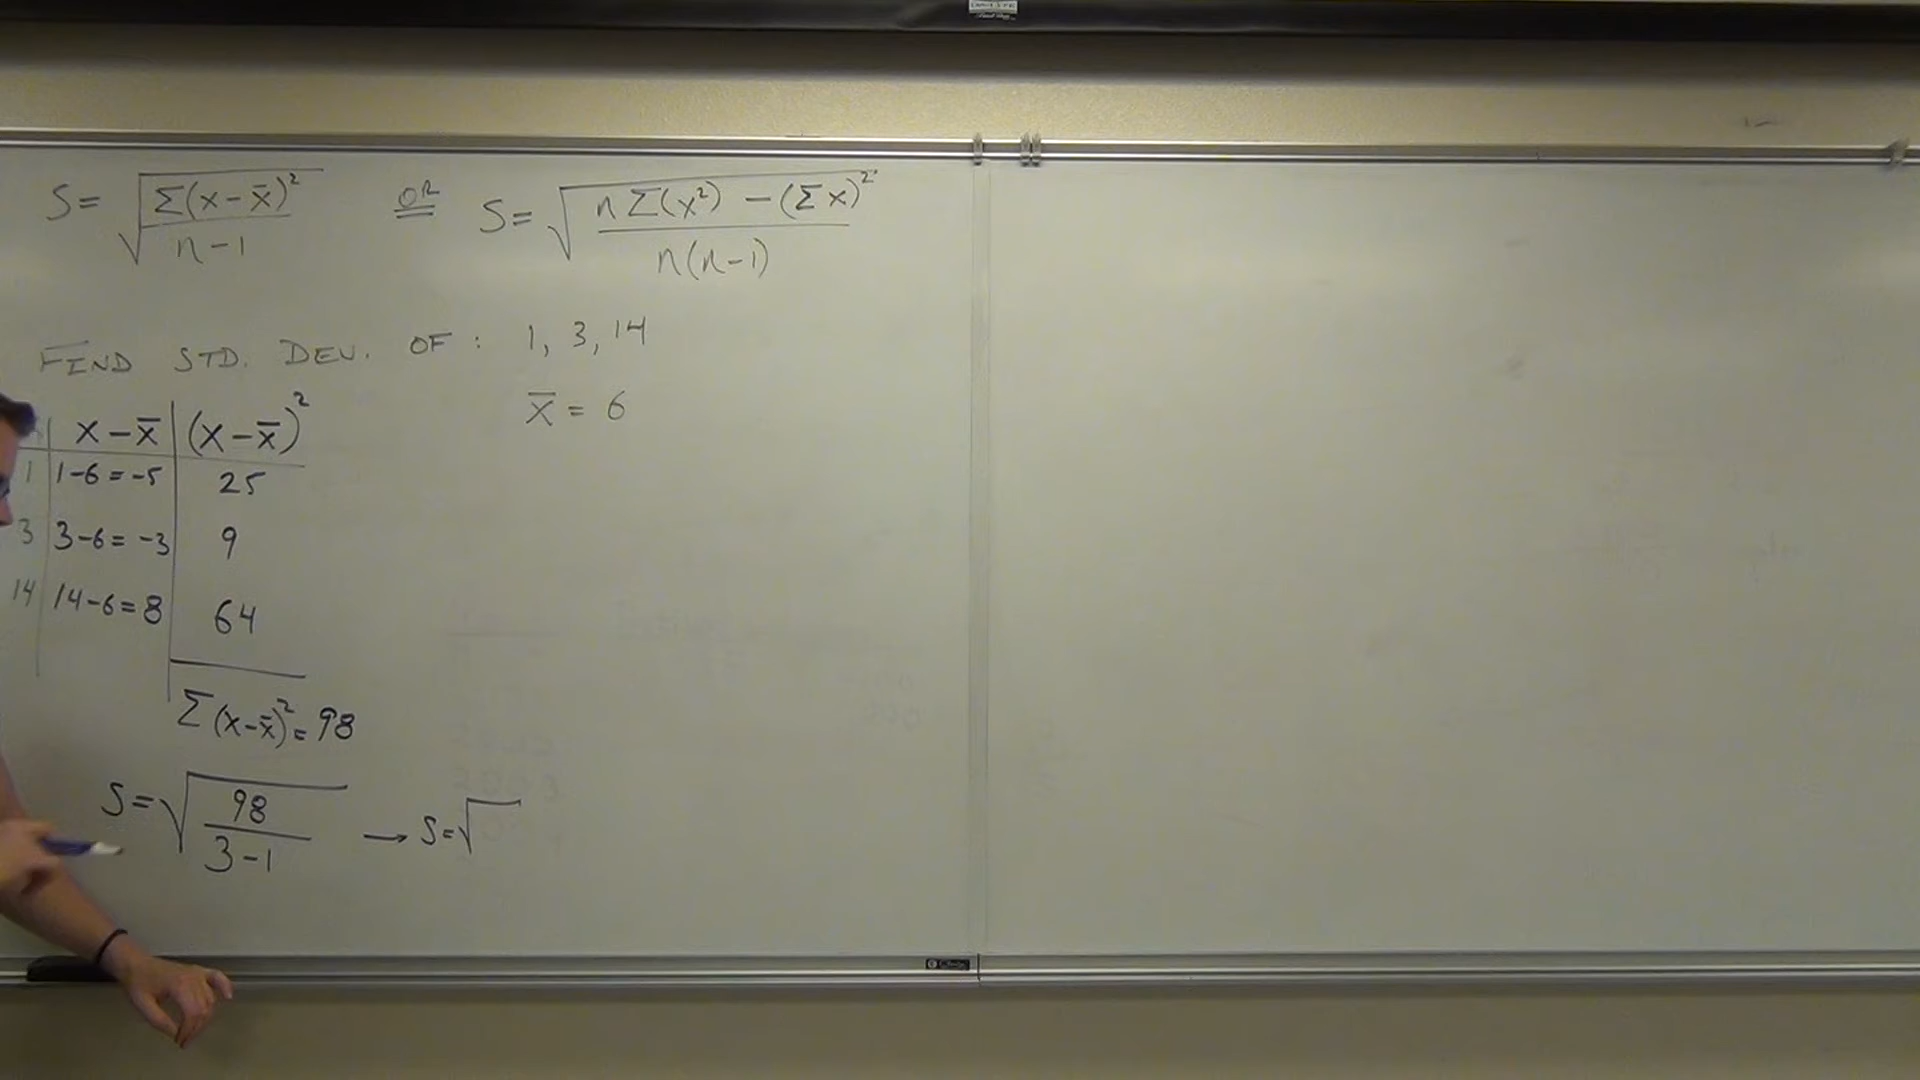 S = √(Σ(x-x̄)² / n-1) OR S = √(nΣ(x²) - (Σx)² / n(n-1))
FIND STD. DEV. OF : 1, 3, 14
x̄ = 6
x - x̄ | (x - x̄)²
1 | 1-6 = -5 | 25
3 | 3-6 = -3 | 9
14 | 14-6 = 8 | 64
Σ(x-x̄)² = 98
S = √(98 / 3-1) → S = √